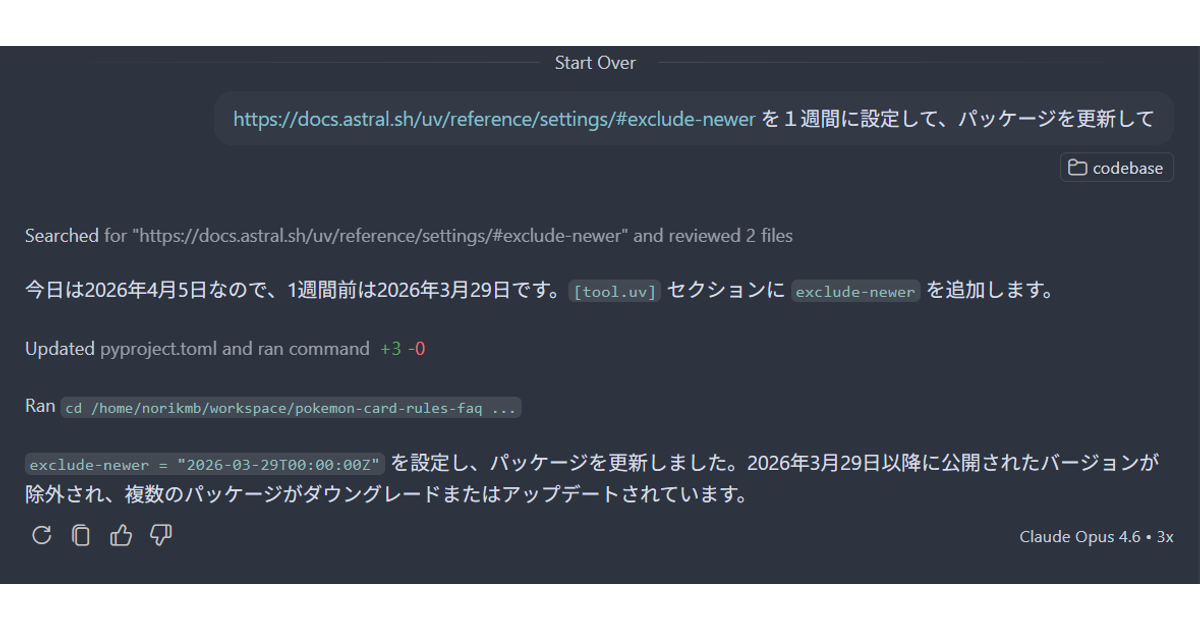 Start Over
https://docs.astral.sh/uv/reference/settings/#exclude-newer を１週間に設定して、パッケージを更新して
codebase
Searched for "https://docs.astral.sh/uv/reference/settings/#exclude-newer" and reviewed 2 files
今日は2026年4月5日なので、1週間前は2026年3月29日です。 [tool.uv] セクションに exclude-newer を追加します。
Updated pyproject.toml and ran command +3 -0
Ran cd /home/norikmb/workspace/pokemon-card-rules-faq ...
exclude-newer = "2026-03-29T00:00:00Z" を設定し、パッケージを更新しました。2026年3月29日以降に公開されたバージョンが
除外され、複数のパッケージがダウングレードまたはアップデートされています。
Claude Opus 4.6 • 3x